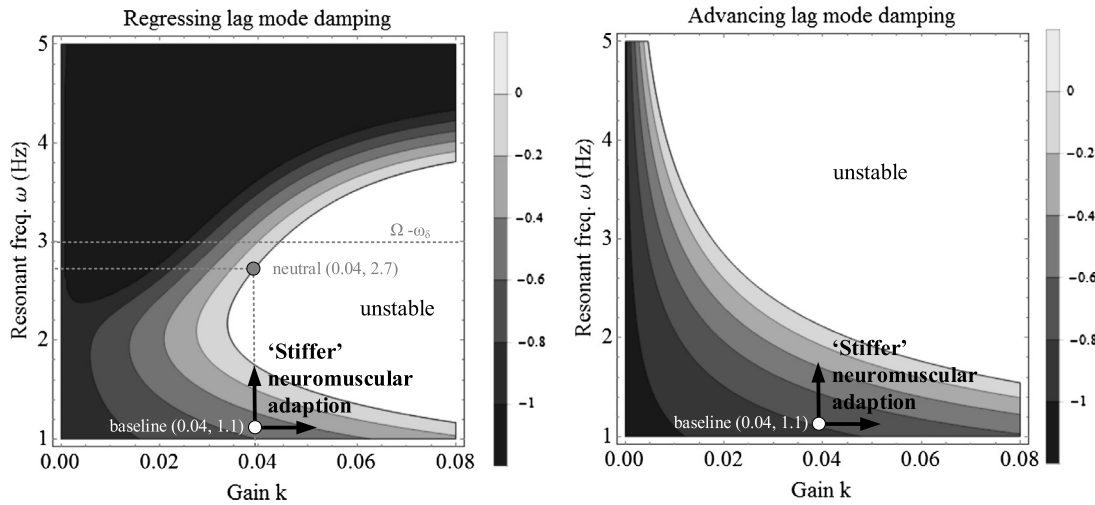 Regressing lag mode damping
5
4
3
2
1
0.00
0.02
0.04
0.06
0.08
Resonant freq. ω (Hz)
Gain k
Ω -ωδ
neutral (0.04, 2.7)
unstable
‘Stiffer’
neuromuscular
adaption
baseline (0.04, 1.1)
0
−0.2
−0.4
−0.6
−0.8
−1
Advancing lag mode damping
5
4
3
2
1
0.00
0.02
0.04
0.06
0.08
Resonant freq. ω (Hz)
Gain k
unstable
‘Stiffer’
neuromuscular
adaption
baseline (0.04, 1.1)
0
−0.2
−0.4
−0.6
−0.8
−1